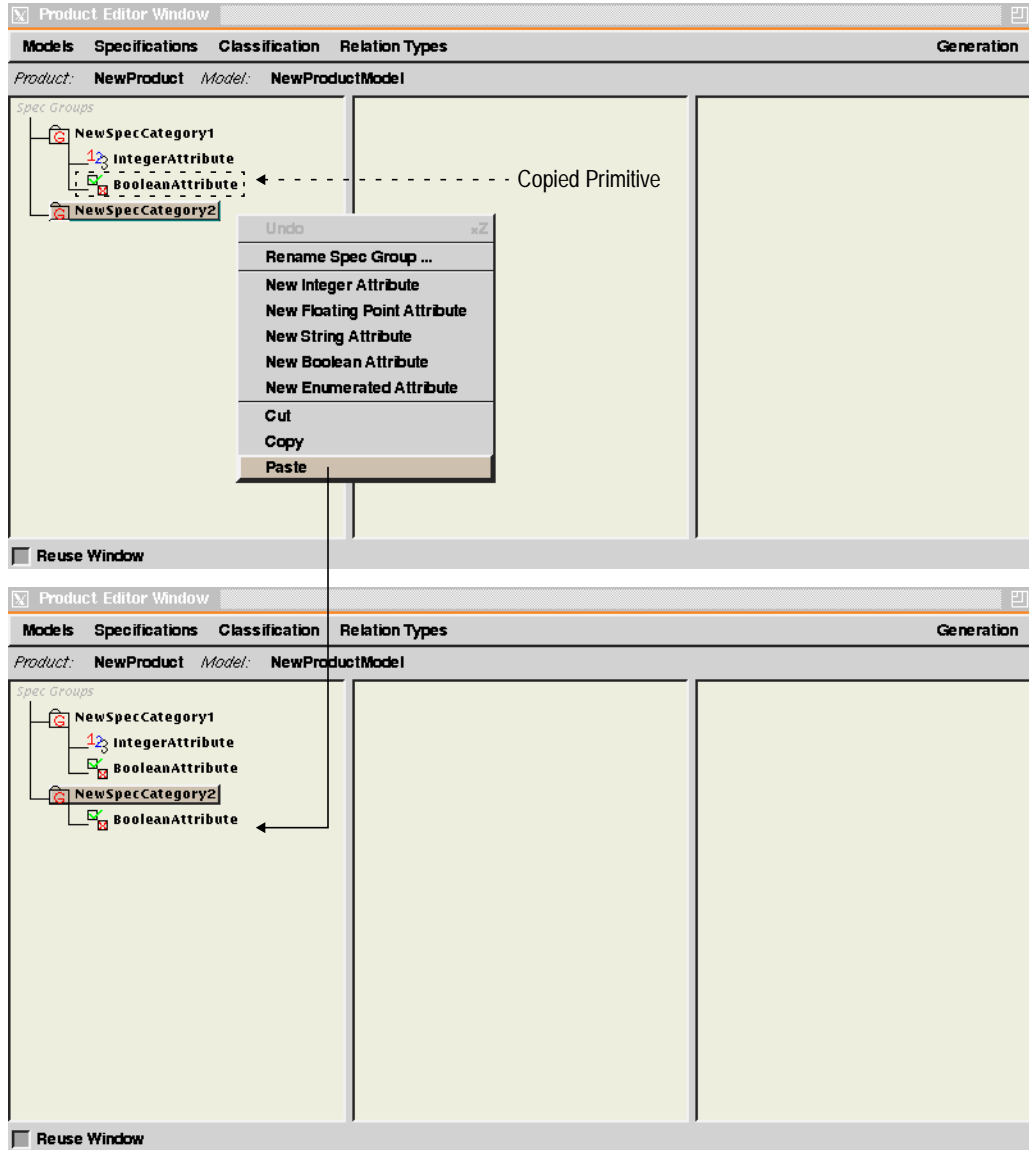 Product Editor Window
Models Specifications Classification Relation Types Generation
Product: NewProduct Model: NewProductModel
Spec Groups
NewSpecCategory1
IntegerAttribute
BooleanAttribute
Copied Primitive
NewSpecCategory2
Undo ×Z
Rename Spec Group ...
New Integer Attribute
New Floating Point Attribute
New String Attribute
New Boolean Attribute
New Enumerated Attribute
Cut
Copy
Paste
Reuse Window
Product Editor Window
Models Specifications Classification Relation Types Generation
Product: NewProduct Model: NewProductModel
Spec Groups
NewSpecCategory1
IntegerAttribute
BooleanAttribute
NewSpecCategory2
BooleanAttribute
Reuse Window